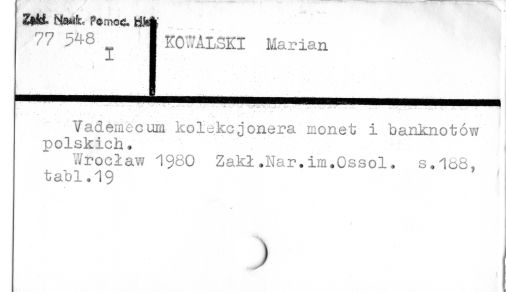 Zakł. Nauk. Pomoc. Hist.
77 548
I
KOWALSKI Marian
Vademecum kolekcjonera monet i banknotów
polskich.
Wrocław 1980 Zakł.Nar.im.Ossol. s.188,
tabl.19